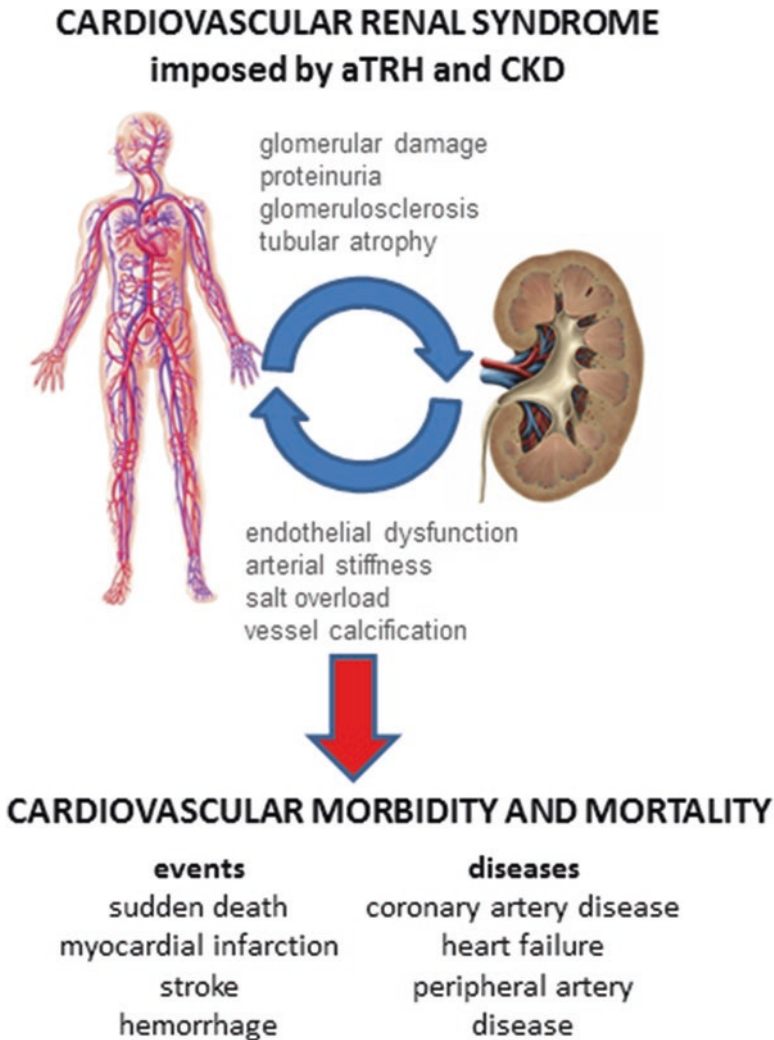 CARDIOVASCULAR RENAL SYNDROME
imposed by aTRH and CKD
glomerular damage
proteinuria
glomerulosclerosis
tubular atrophy
endothelial dysfunction
arterial stiffness
salt overload
vessel calcification
CARDIOVASCULAR MORBIDITY AND MORTALITY
events
sudden death
myocardial infarction
stroke
hemorrhage
diseases
coronary artery disease
heart failure
peripheral artery
disease